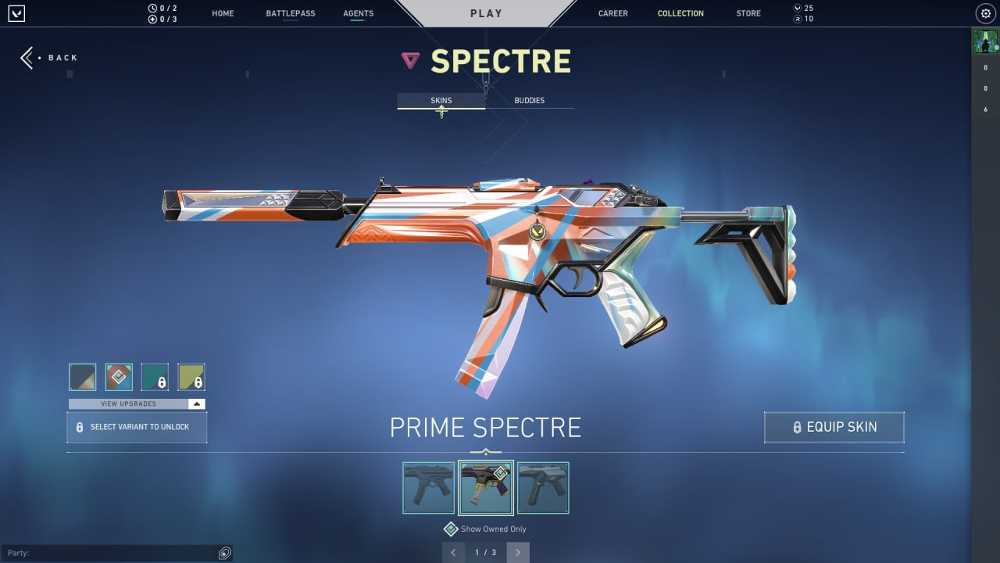 0 / 2
0 / 3
HOME
BATTLEPASS
AGENTS
PLAY
CAREER
COLLECTION
STORE
25
10
BACK
SPECTRE
SKINS
BUDDIES
0
0
6
VIEW UPGRADES
SELECT VARIANT TO UNLOCK
PRIME SPECTRE
EQUIP SKIN
Show Owned Only
1 / 3
Party: